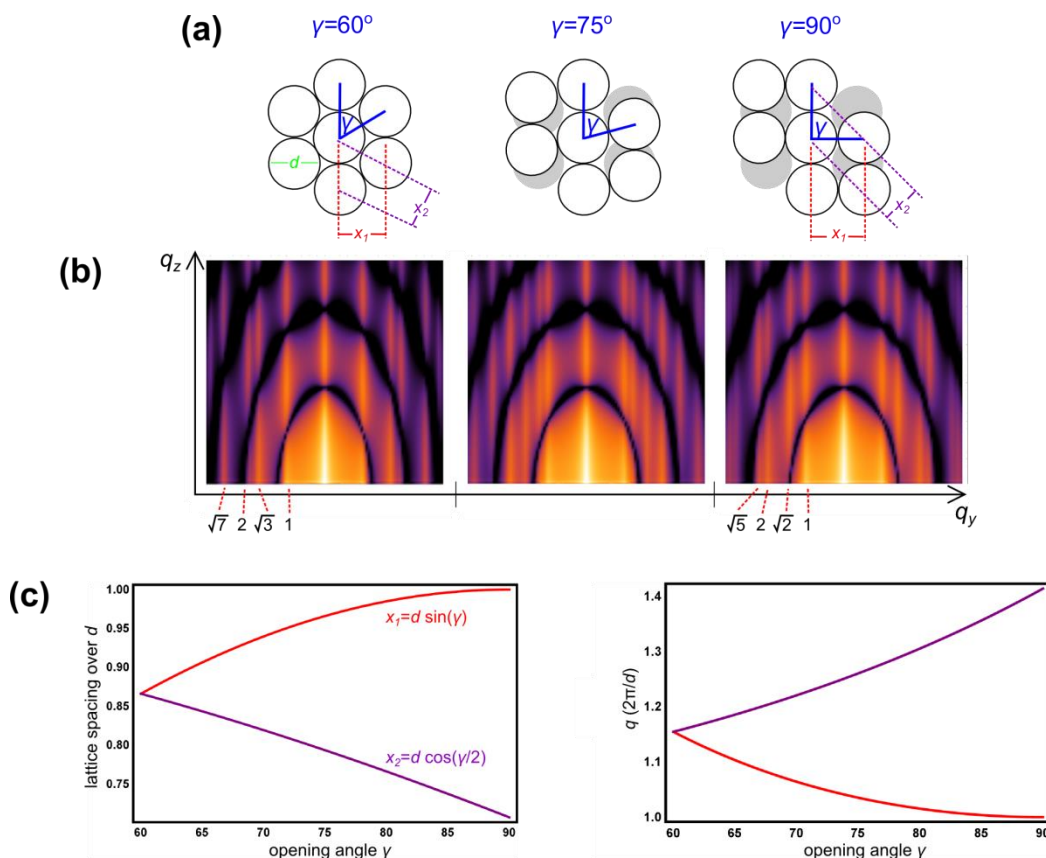 (a)
γ=60° γ=75° γ=90°
γ γ γ
d
x₂ x₂
x₁ x₁
(b)
q_z
√7 2 √3 1 √5 2 √2 1
q_y
(c)
lattice spacing over d
1.00
0.95
0.90
0.85
0.80
0.75
x₁=d sin(γ)
x₂=d cos(γ/2)
60 65 70 75 80 85 90
opening angle γ
q (2π/d)
1.4
1.3
1.2
1.1
1.0
60 65 70 75 80 85 90
opening angle γ